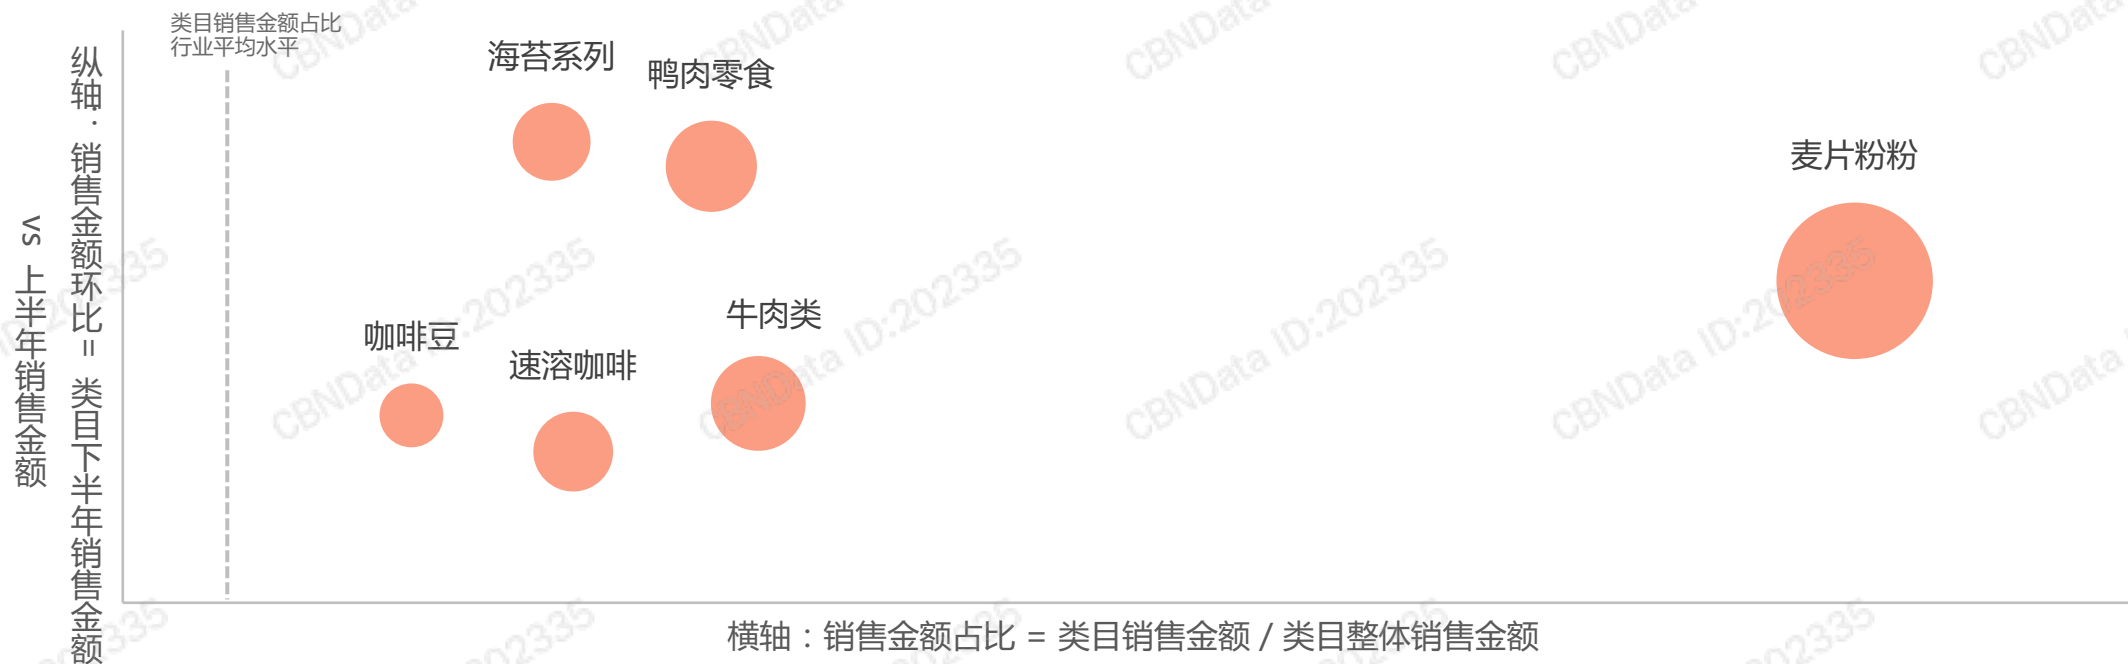 类目销售金额占比
行业平均水平
海苔系列
鸭肉零食
麦片粉粉
牛肉类
咖啡豆
速溶咖啡
纵轴：销售金额环比= 类目下半年销售金额
vs 上半年销售金额
横轴：销售金额占比 = 类目销售金额 / 类目整体销售金额
CBNData ID:202335